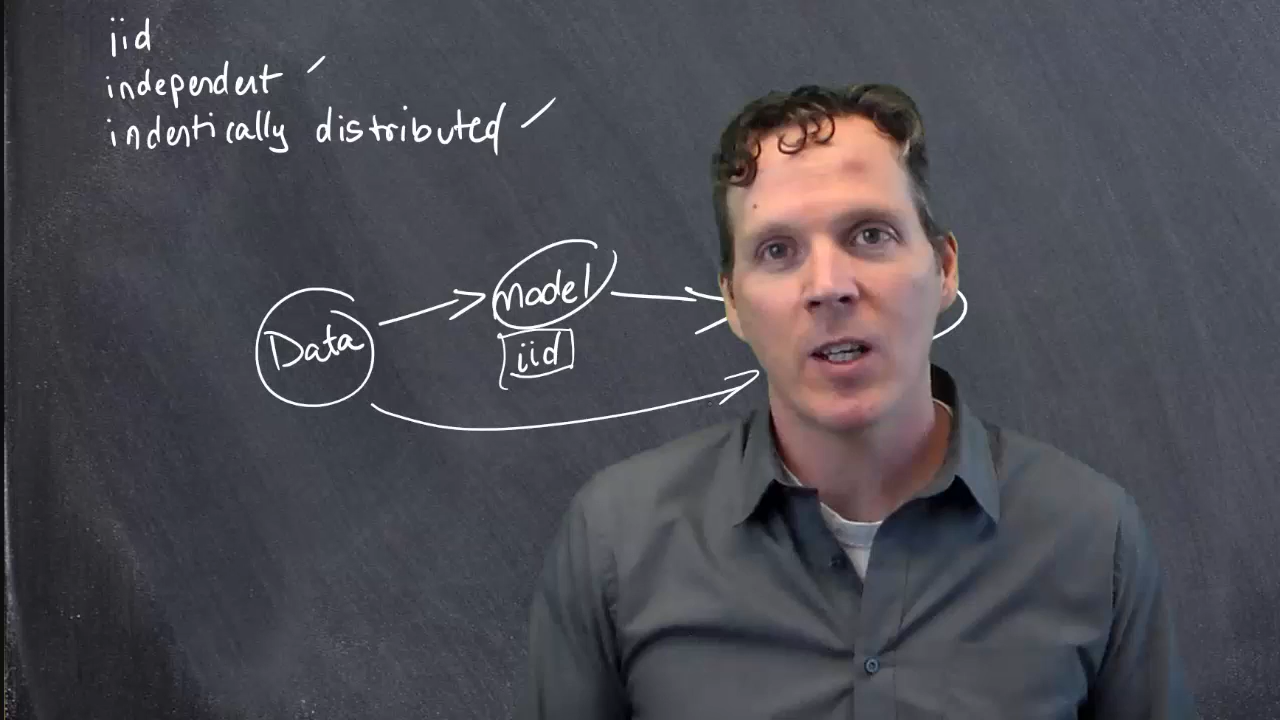 iid
independent
indentically distributed
Model
Data
iid